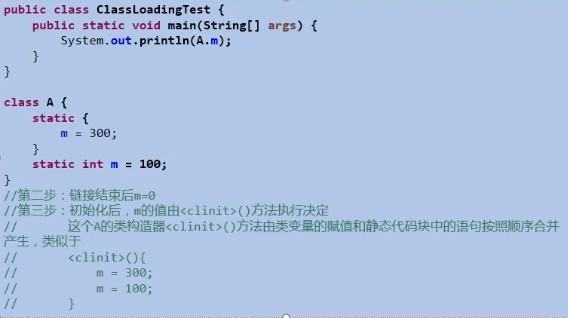 public class ClassLoadingTest {
public static void main(String[] args) {
System.out.println(A.m);
}
}
class A {
static {
m = 300;
}
static int m = 100;
}
//第二步：链接结束后m=0
//第三步：初始化后，m的值由<clinit>()方法执行决定
// 这个A的类构造器<clinit>()方法由类变量的赋值和静态代码块中的语句按照顺序合并
产生，类似于
// <clinit>(){
// m = 300;
// m = 100;
// }